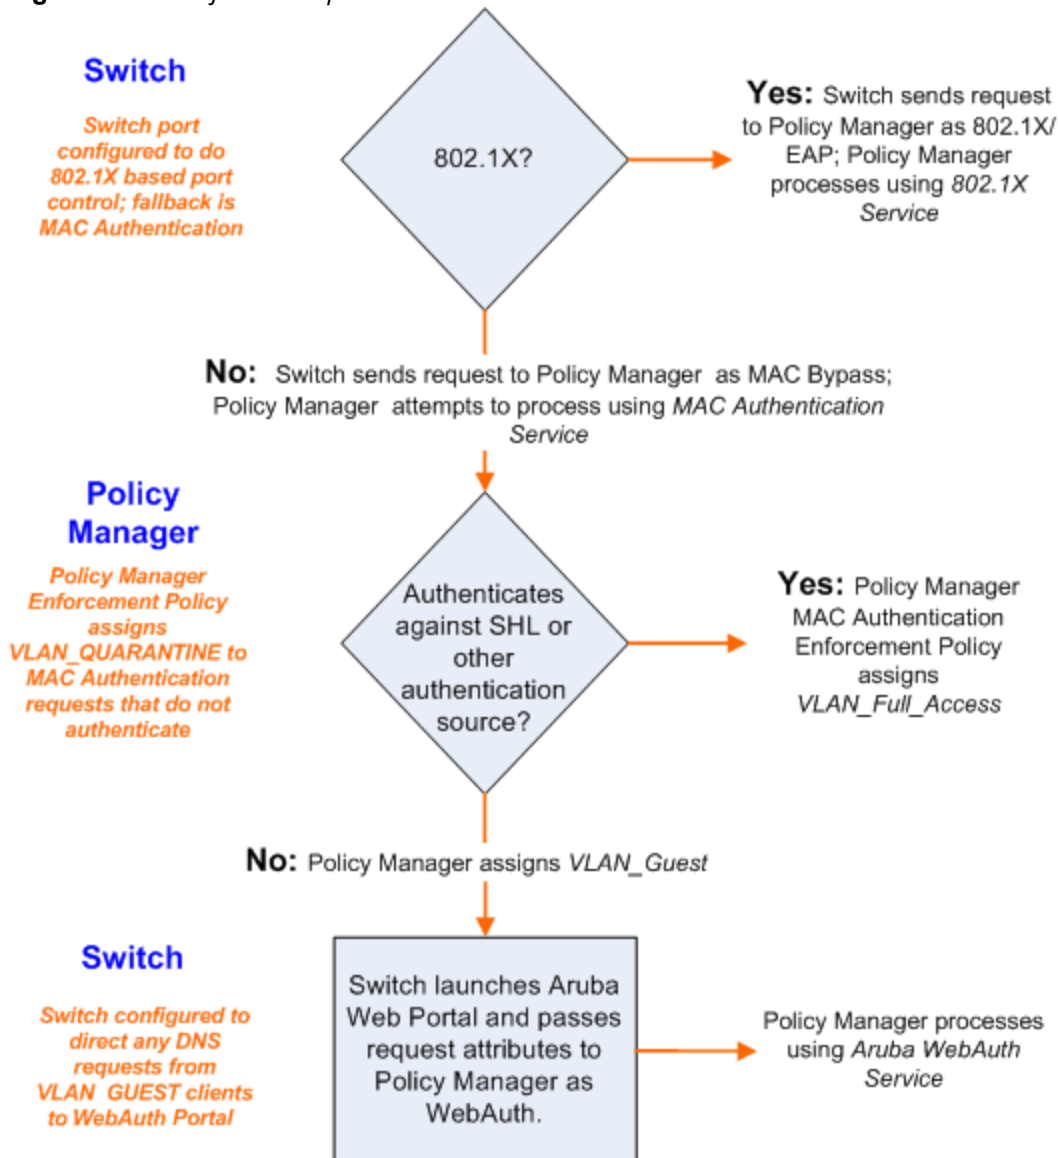 Switch
Switch port
configured to do
802.1X based port
control; fallback is
MAC Authentication
802.1X?
Yes: Switch sends request
to Policy Manager as 802.1X/
EAP; Policy Manager
processes using 802.1X
Service
No: Switch sends request to Policy Manager as MAC Bypass;
Policy Manager attempts to process using MAC Authentication
Service
Policy
Manager
Policy Manager
Enforcement Policy
assigns
VLAN_QUARANTINE to
MAC Authentication
requests that do not
authenticate
Authenticates
against SHL or
other
authentication
source?
Yes: Policy Manager
MAC Authentication
Enforcement Policy
assigns
VLAN_Full_Access
No: Policy Manager assigns VLAN_Guest
Switch
Switch configured to
direct any DNS
requests from
VLAN_GUEST clients
to WebAuth Portal
Switch launches Aruba
Web Portal and passes
request attributes to
Policy Manager as
WebAuth.
Policy Manager processes
using Aruba WebAuth
Service